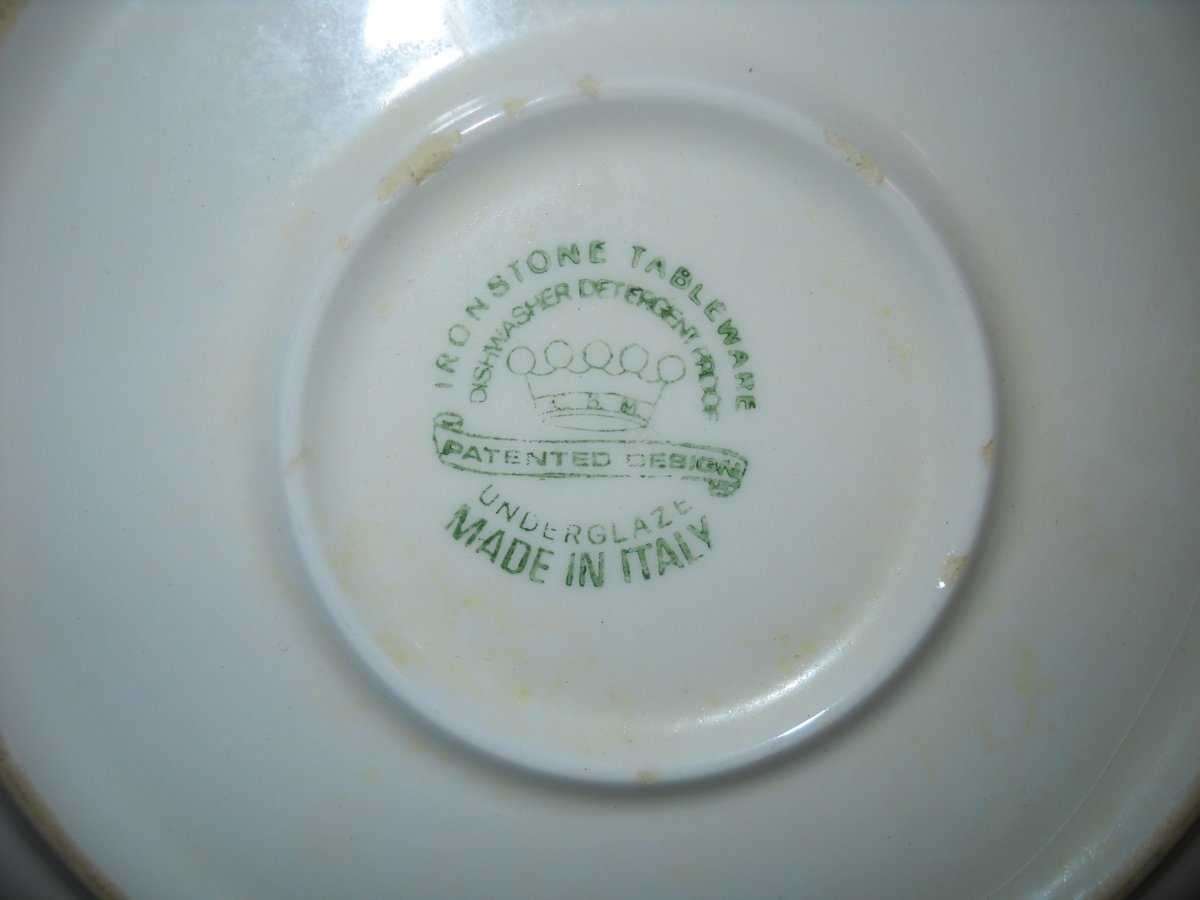 IRONSTONE TABLEWARE
DISHWASHER DETERGENT PROOF
PATENTED DESIGN
UNDERGLAZE
MADE IN ITALY